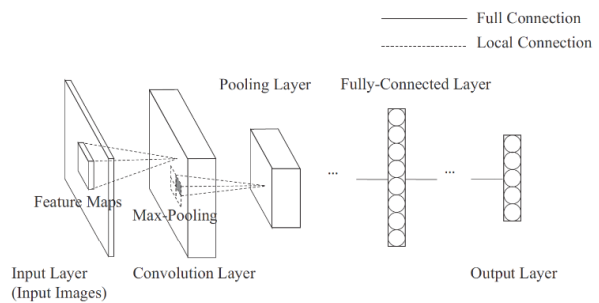 Full Connection
Local Connection
Pooling Layer
Fully-Connected Layer
...
...
Feature Maps
Max-Pooling
Input Layer
(Input Images)
Convolution Layer
Output Layer